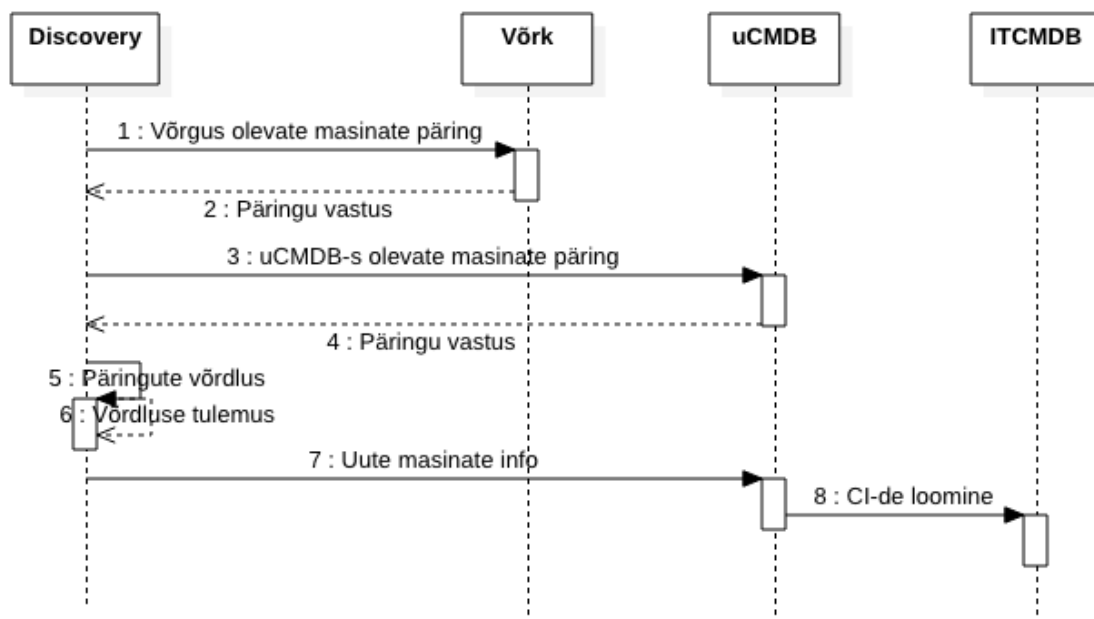 Discovery
Võrk
uCMDB
ITCMDB
1 : Võrgus olevate masinate päring
2 : Päringu vastus
3 : uCMDB-s olevate masinate päring
4 : Päringu vastus
5 : Päringute võrdlus
6 : Võrdluse tulemus
7 : Uute masinate info
8 : CI-de loomine